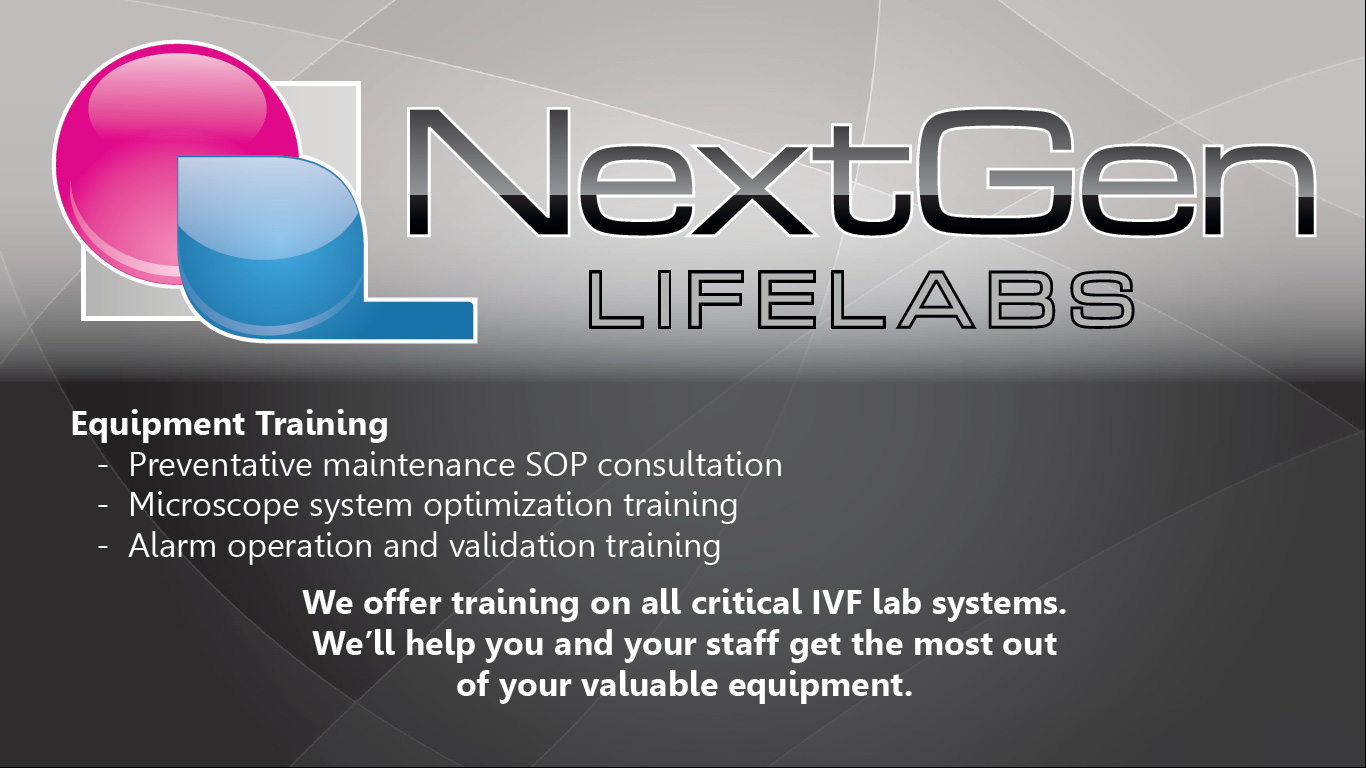 NextGen
LIFELABS
Equipment Training
- Preventative maintenance SOP consultation
- Microscope system optimization training
- Alarm operation and validation training
We offer training on all critical IVF lab systems.
We’ll help you and your staff get the most out
of your valuable equipment.